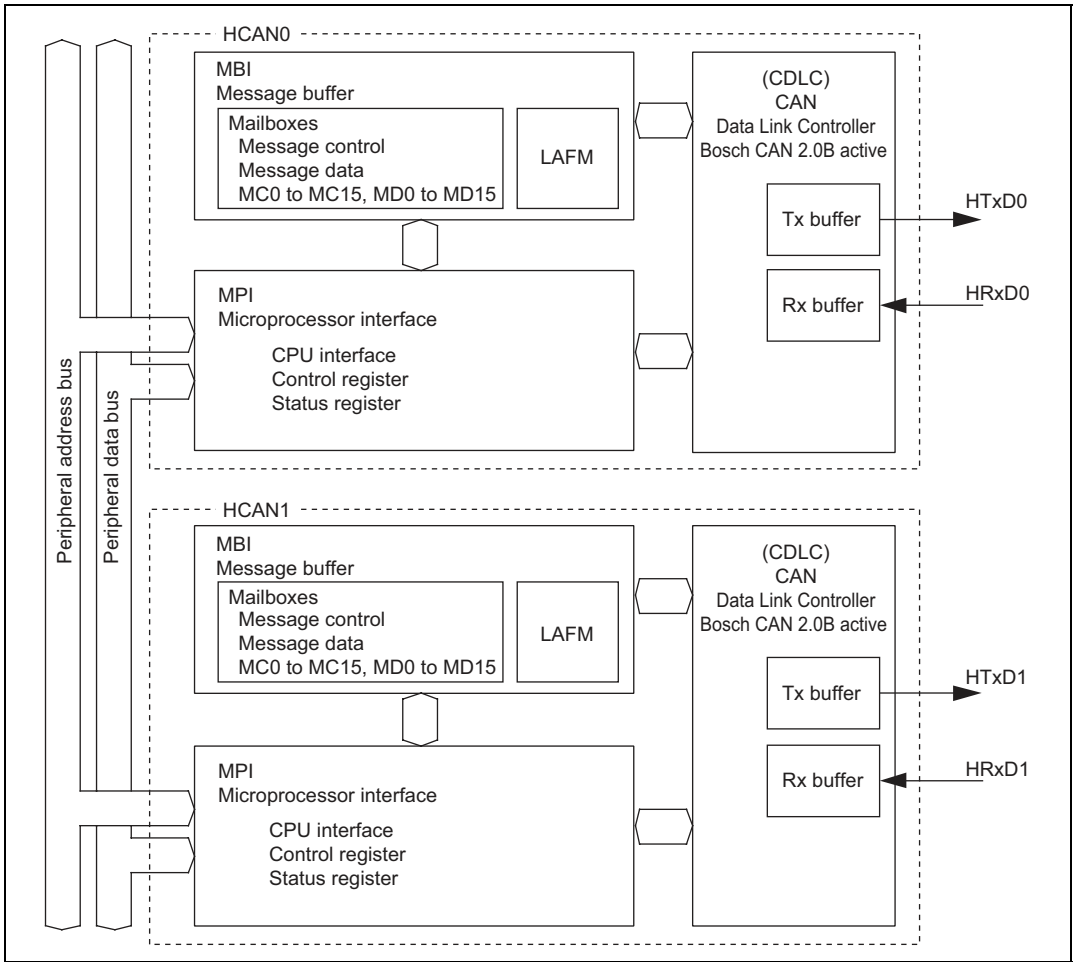 Peripheral address bus
Peripheral data bus
HCAN0
MBI
Message buffer
Mailboxes
Message control
Message data
MC0 to MC15, MD0 to MD15
LAFM
MPI
Microprocessor interface
CPU interface
Control register
Status register
(CDLC)
CAN
Data Link Controller
Bosch CAN 2.0B active
Tx buffer
HTxD0
Rx buffer
HRxD0
HCAN1
MBI
Message buffer
Mailboxes
Message control
Message data
MC0 to MC15, MD0 to MD15
LAFM
MPI
Microprocessor interface
CPU interface
Control register
Status register
(CDLC)
CAN
Data Link Controller
Bosch CAN 2.0B active
Tx buffer
HTxD1
Rx buffer
HRxD1